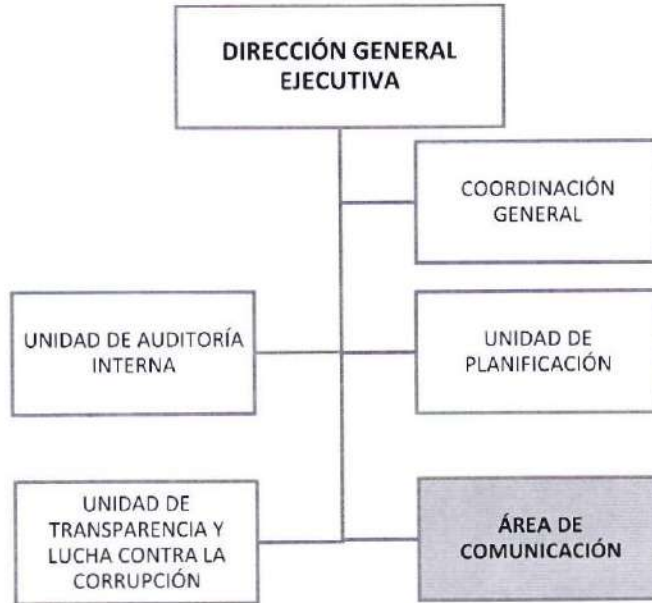 DIRECCIÓN GENERAL
EJECUTIVA
COORDINACIÓN
GENERAL
UNIDAD DE AUDITORÍA
INTERNA
UNIDAD DE
PLANIFICACIÓN
UNIDAD DE
TRANSPARENCIA Y
LUCHA CONTRA LA
CORRUPCIÓN
ÁREA DE
COMUNICACIÓN